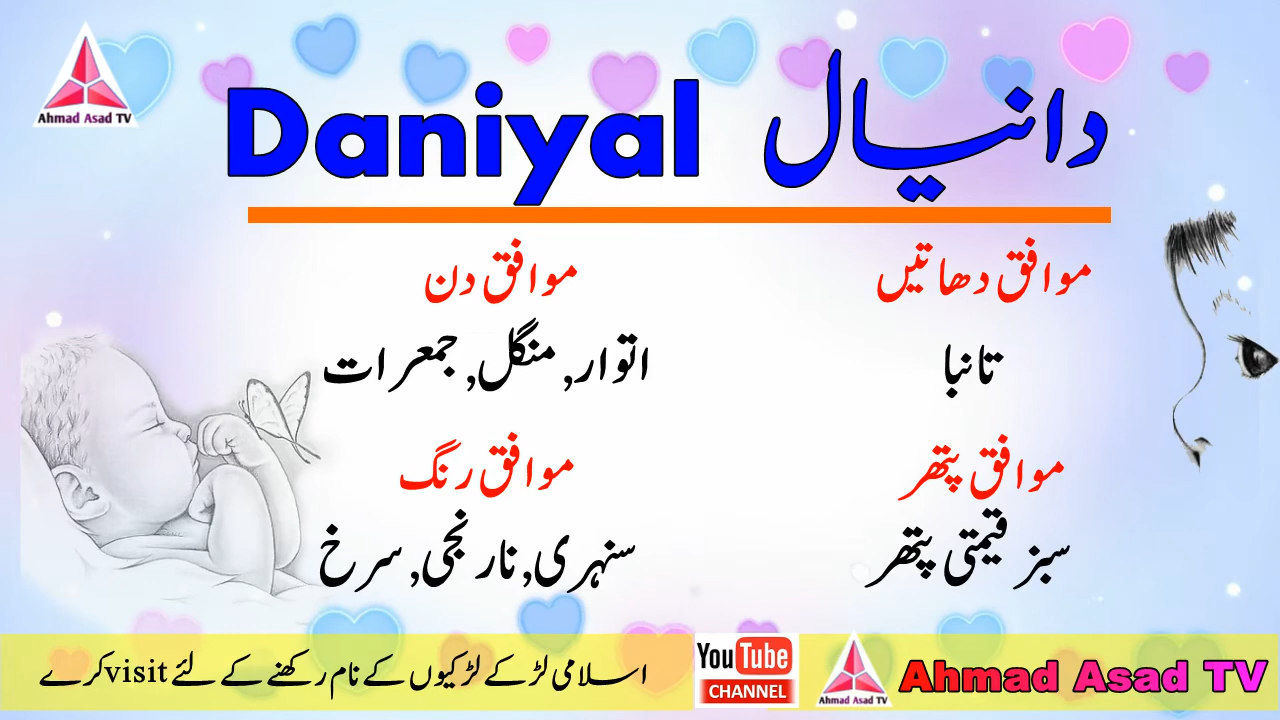 Ahmad Asad TV
Daniyal دانیال
موافق دھاتیں
موافق دن
تانبا
اتوار, منگل, جمعرات
موافق پتھر
موافق رنگ
سبز قیمتی پتھر
سنہری, نارنجی, سرخ
اسلامی لڑکے لڑکیوں کے نام رکھنے کے لئے visit کرے
YouTube
CHANNEL
Ahmad Asad TV
Ahmad Asad TV